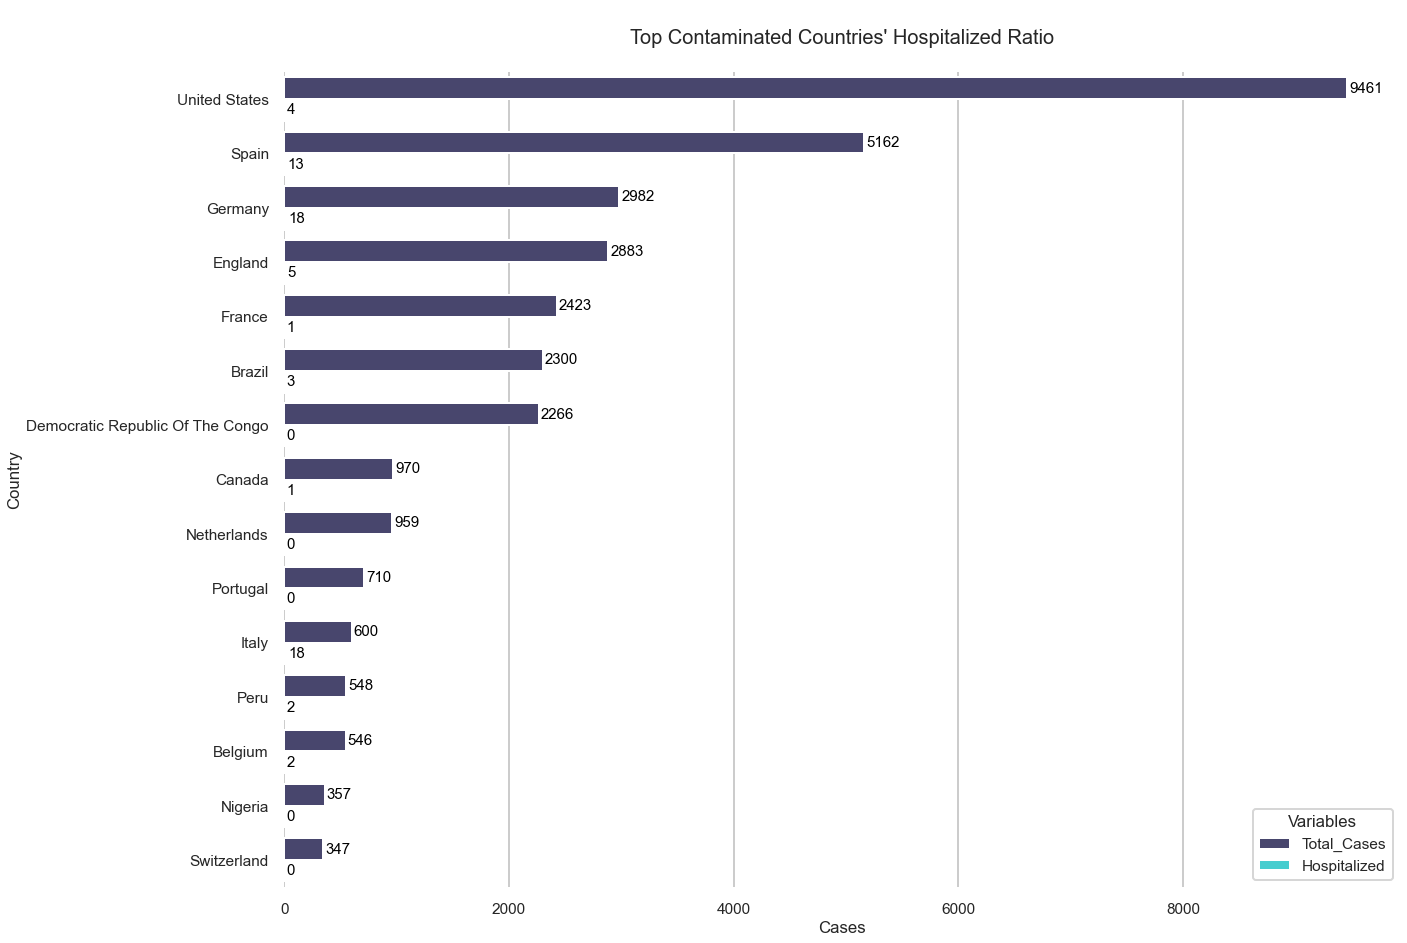 Top Contaminated Countries' Hospitalized Ratio
United States
9461
4
Spain
5162
13
Germany
2982
18
England
2883
5
France
2423
1
Brazil
2300
3
Democratic Republic Of The Congo
2266
0
Canada
970
1
Netherlands
959
0
Portugal
710
0
Italy
600
18
Peru
548
2
Belgium
546
2
Nigeria
357
0
Switzerland
347
0
Country
0 2000 4000 6000 8000
Cases
Variables
Total_Cases
Hospitalized